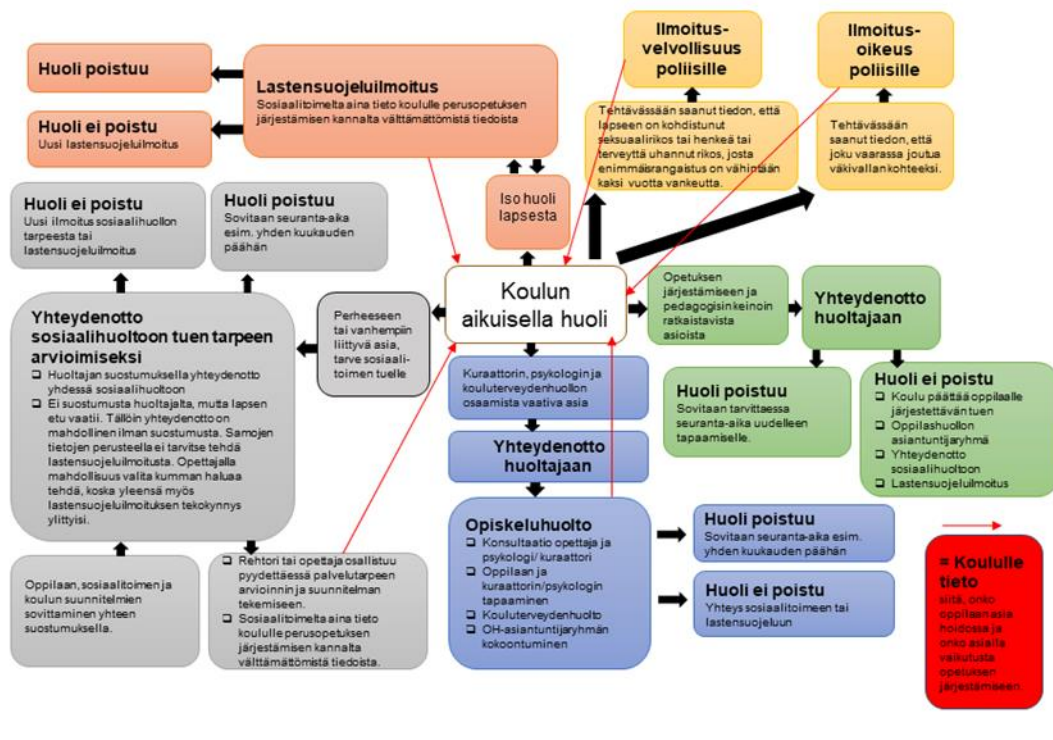 Huoli poistuu
Huoli ei poistu
Uusi lastensuojeluilmoitus
Lastensuojeluilmoitus
Sosiaalitoimelta aina tieto koululle perusopetuksen
järjestämisen kannalta välttämättömistä tiedoista
Ilmoitus-
velvollisuus
poliisille
Ilmoitus-
oikeus
poliisille
Tehtävässään saanut tiedon, että
lapseen on kohdistunut
seksuaalirikos tai henkeä tai
terveyttä uhannut rikos, josta
enimmäisrangaistus on vähintään
kaksi vuotta vankeutta.
Tehtävässään
saanut tiedon, että
joku vaarassa joutua
väkivallan kohteeksi.
Iso huoli
lapsesta
Huoli ei poistu
Uusi ilmoitus sosiaalihuollon
tarpeesta tai
lastensuojeluilmoitus
Huoli poistuu
Sovitaan seuranta-aika
esim. yhden kuukauden
päähän
Koulun
aikuisella huoli
Perheeseen
tai vanhempiin
liittyvä asia,
tarve sosiaali-
toimen tuelle
Yhteydenotto
sosiaalihuoltoon tuen tarpeen
arvioimiseksi
❑ Huoltajan suostumuksella yhteydenotto
yhdessä sosiaalihuoltoon
❑ Ei suostumusta huoltajalta, mutta lapsen
etu vaatii. Tällöin yhteydenotto on
mahdollinen ilman suostumusta. Samojen
tietojen perusteella ei tarvitse tehdä
lastensuojeluilmoitusta. Opettajalla
mahdollisuus valita kumman haluaa
tehdä, koska yleensä myös
lastensuojeluilmoituksen tekokynnys
ylittyisi.
Oppilaan, sosiaalitoimen ja
koulun suunnitelmien
sovittaminen yhteen
suostumuksella.
❑ Rehtori tai opettaja osallistuu
pyydettäessä palvelutarpeen
arvioinnin ja suunnitelman
tekemiseen.
❑ Sosiaalitoimelta aina tieto
koululle perusopetuksen
järjestämisen kannalta
välttämättömistä tiedoista.
Opetuksen
järjestämiseen ja
pedagogisin keinoin
ratkaistavista
asioista
Yhteydenotto
huoltajaan
Huoli poistuu
Sovitaan tarvittaessa
seuranta-aika uudelleen
tapaamiselle.
Huoli ei poistu
❑ Koulu päättää oppilaalle
järjestettävän tuen
❑ Oppilashuollon
asiantuntijaryhmä
❑ Yhteydenotto
sosiaalihuoltoon
❑ Lastensuojeluilmoitus
Kuraattorin, psykologin ja
kouluterveydenhuollon
osaamista vaativa asia
Yhteydenotto
huoltajaan
Opiskeluhuolto
❑ Konsultaatio opettaja ja
psykologi/ kuraattori
❑ Oppilaan ja
kuraattorin/psykologin
tapaaminen
❑ Kouluterveydenhuolto
❑ OH-asiantuntijaryhmän
kokoontuminen
Huoli poistuu
Sovitaan seuranta-aika esim.
yhden kuukauden päähän
Huoli ei poistu
Yhteys sosiaalitoimeen tai
lastensuojeluun
= Koululle
tieto
siitä, onko
oppilaan asia
hoidossa ja
onko asialla
vaikutusta
opetuksen
järjestämiseen